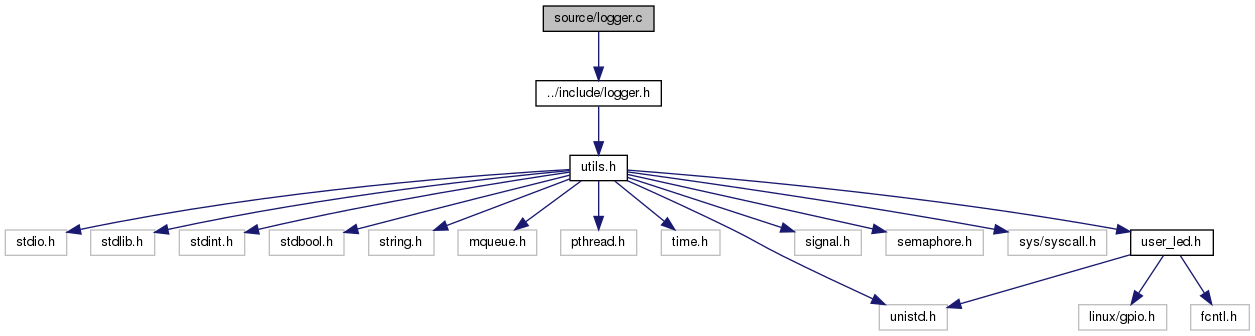 source/logger.c
../include/logger.h
utils.h
stdio.h
stdlib.h
stdint.h
stdbool.h
string.h
mqueue.h
pthread.h
time.h
signal.h
semaphore.h
sys/syscall.h
user_led.h
unistd.h
linux/gpio.h
fcntl.h